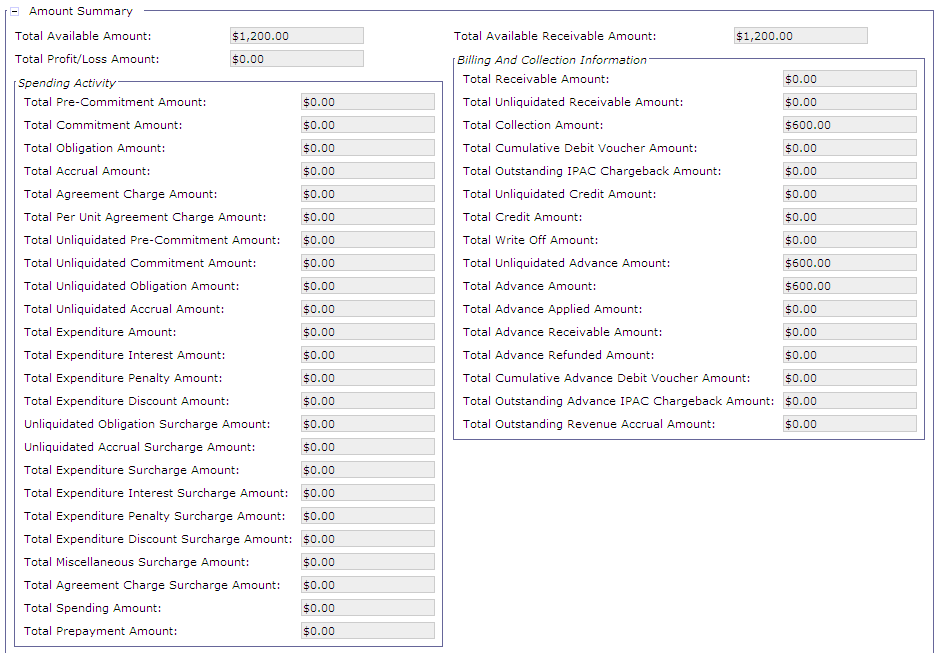 Amount Summary
Total Available Amount: $1,200.00
Total Profit/Loss Amount: $0.00
Spending Activity
Total Pre-Commitment Amount: $0.00
Total Commitment Amount: $0.00
Total Obligation Amount: $0.00
Total Accrual Amount: $0.00
Total Agreement Charge Amount: $0.00
Total Per Unit Agreement Charge Amount: $0.00
Total Unliquidated Pre-Commitment Amount: $0.00
Total Unliquidated Commitment Amount: $0.00
Total Unliquidated Obligation Amount: $0.00
Total Unliquidated Accrual Amount: $0.00
Total Expenditure Amount: $0.00
Total Expenditure Interest Amount: $0.00
Total Expenditure Penalty Amount: $0.00
Total Expenditure Discount Amount: $0.00
Unliquidated Obligation Surcharge Amount: $0.00
Unliquidated Accrual Surcharge Amount: $0.00
Total Expenditure Surcharge Amount: $0.00
Total Expenditure Interest Surcharge Amount: $0.00
Total Expenditure Penalty Surcharge Amount: $0.00
Total Expenditure Discount Surcharge Amount: $0.00
Total Miscellaneous Surcharge Amount: $0.00
Total Agreement Charge Surcharge Amount: $0.00
Total Spending Amount: $0.00
Total Prepayment Amount: $0.00
Total Available Receivable Amount: $1,200.00
Billing And Collection Information
Total Receivable Amount: $0.00
Total Unliquidated Receivable Amount: $0.00
Total Collection Amount: $600.00
Total Cumulative Debit Voucher Amount: $0.00
Total Outstanding IPAC Chargeback Amount: $0.00
Total Unliquidated Credit Amount: $0.00
Total Credit Amount: $0.00
Total Write Off Amount: $0.00
Total Unliquidated Advance Amount: $600.00
Total Advance Amount: $600.00
Total Advance Applied Amount: $0.00
Total Advance Receivable Amount: $0.00
Total Advance Refunded Amount: $0.00
Total Cumulative Advance Debit Voucher Amount: $0.00
Total Outstanding Advance IPAC Chargeback Amount: $0.00
Total Outstanding Revenue Accrual Amount: $0.00